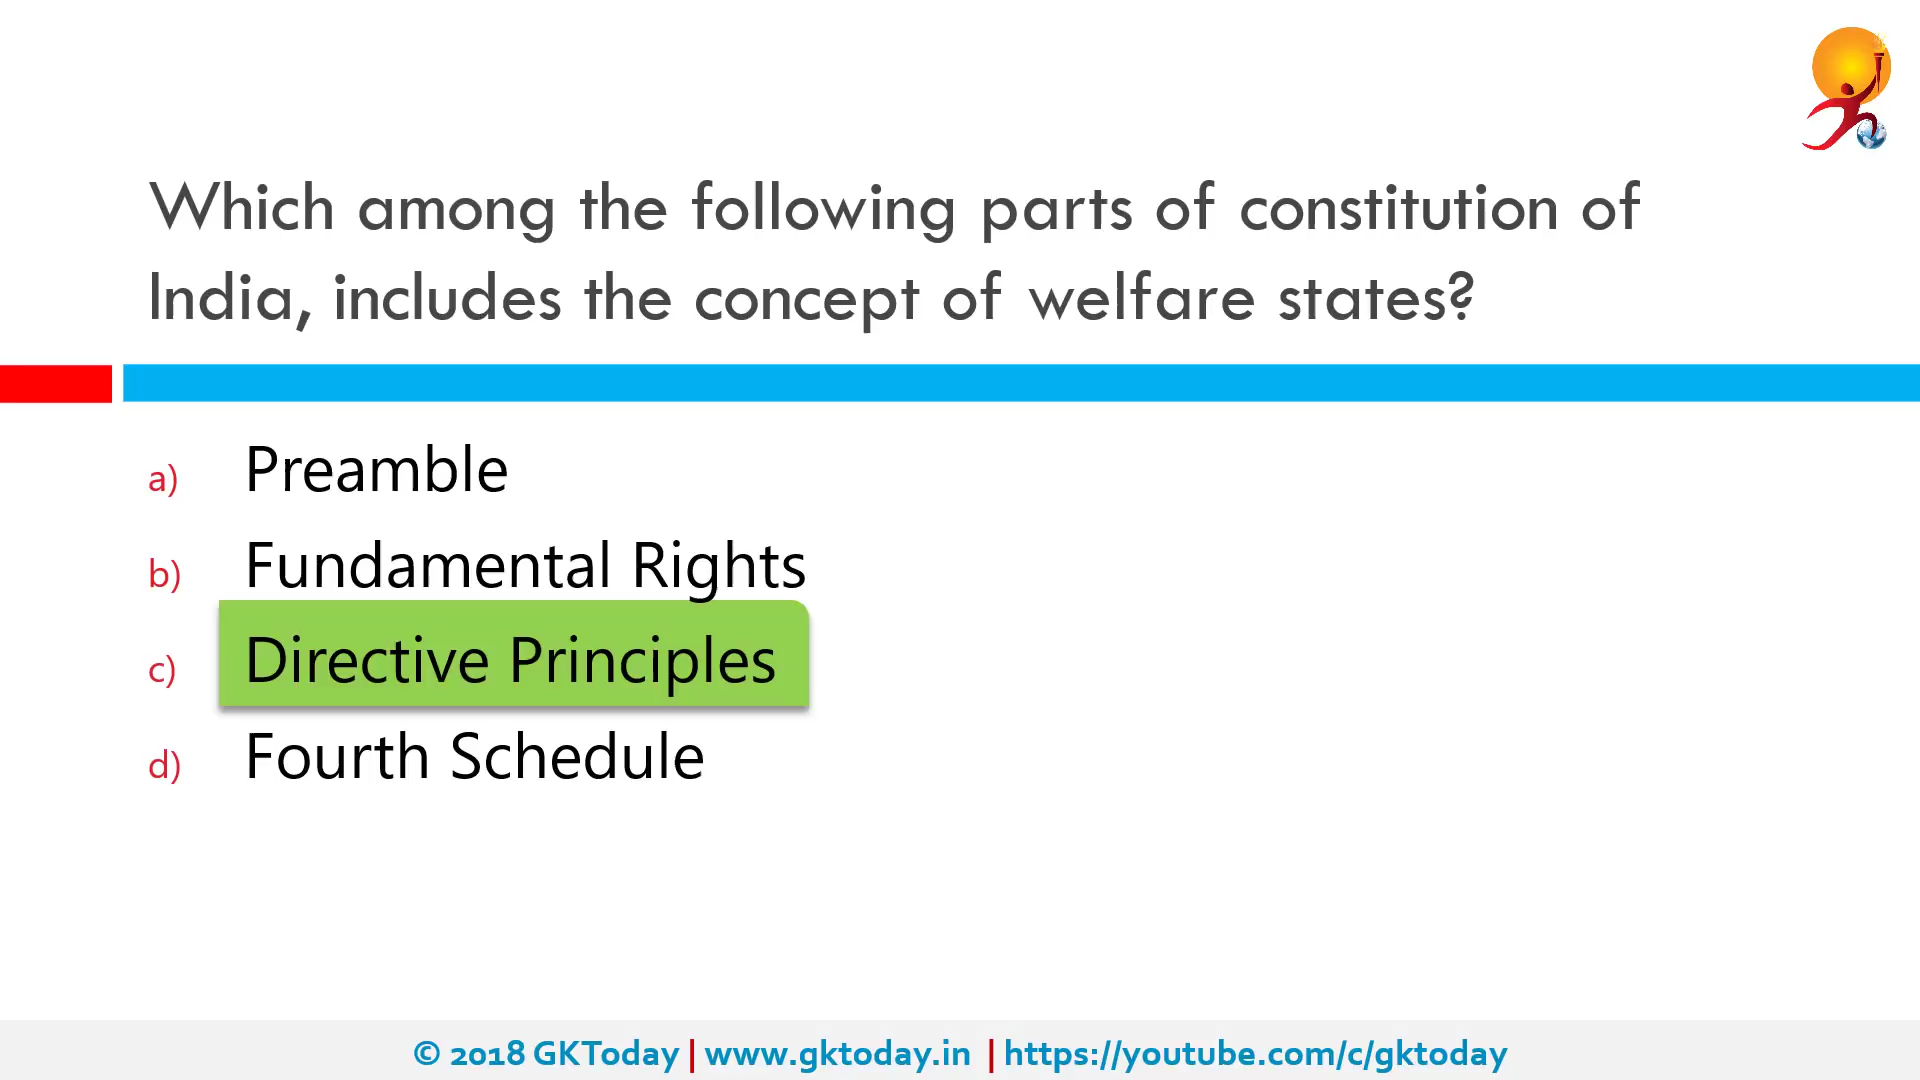 Which among the following parts of constitution of
India, includes the concept of welfare states?
a) Preamble
b) Fundamental Rights
c) Directive Principles
d) Fourth Schedule
© 2018 GKToday | www.gktoday.in | https://youtube.com/c/gktoday